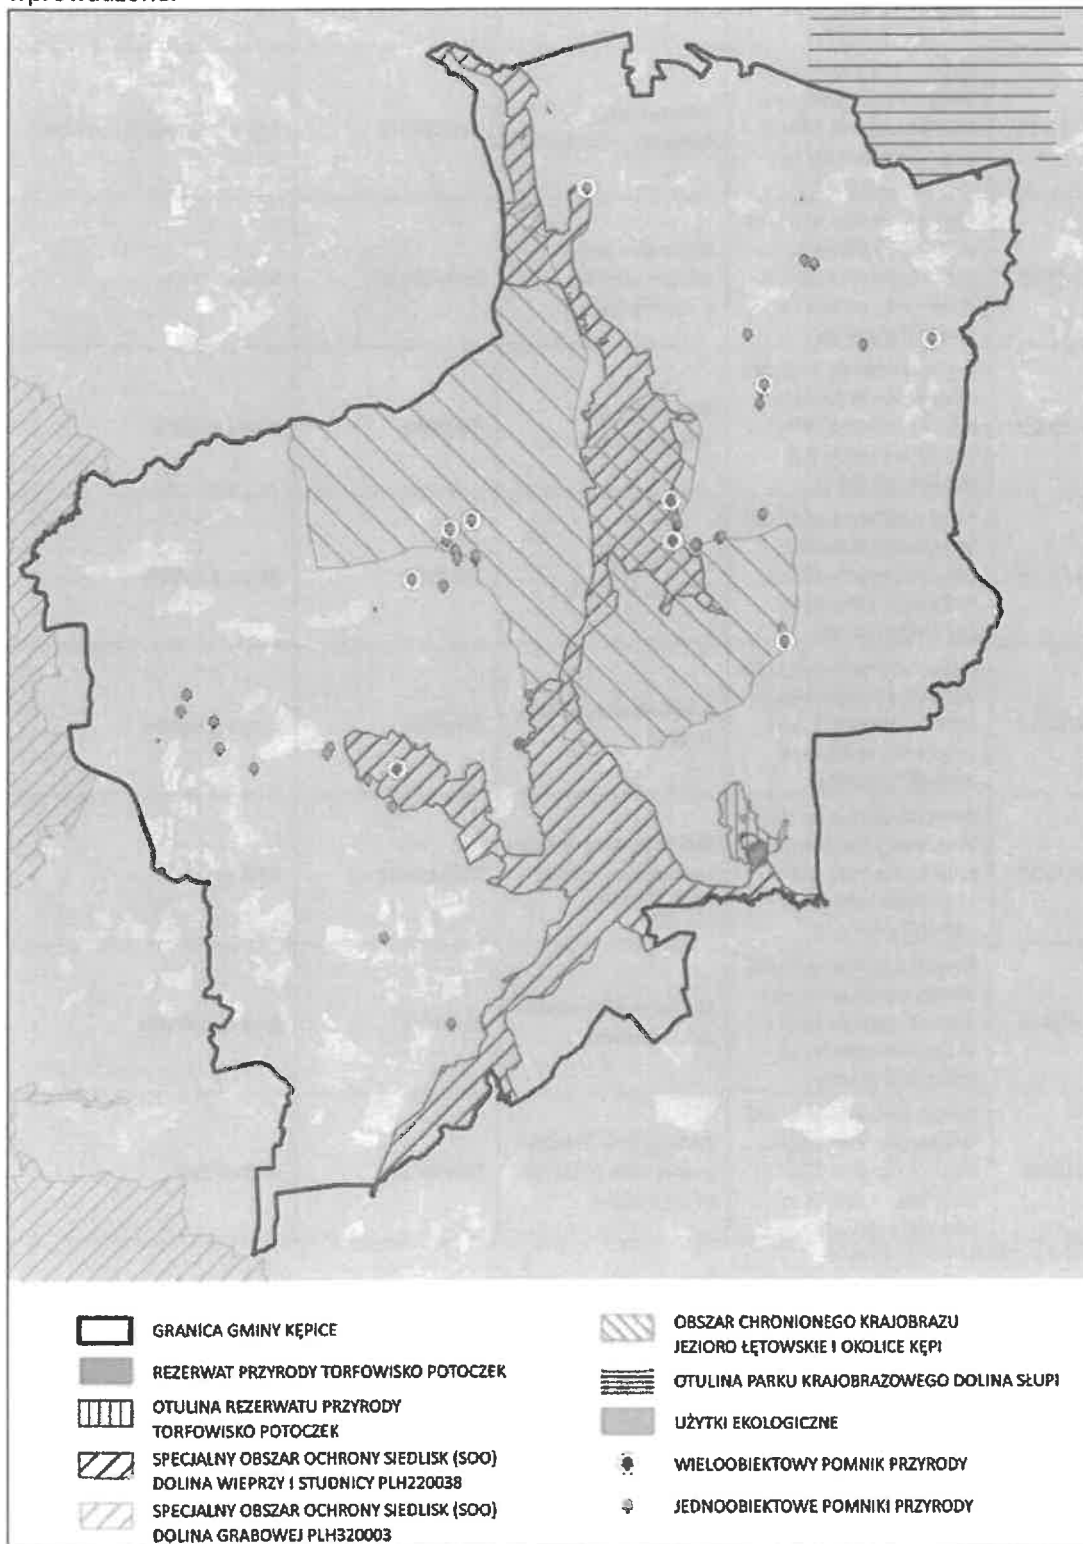 GRANICA GMINY KĘPICE
REZERWAT PRZYRODY TORFOWISKO POTOCZEK
OTULINA REZERWATU PRZYRODY
TORFOWISKO POTOCZEK
SPECJALNY OBSZAR OCHRONY SIEDLISK (SOO)
DOLINA WIEPRZY I STUDNICY PLH220038
SPECJALNY OBSZAR OCHRONY SIEDLISK (SOO)
DOLINA GRABOWEJ PLH320003
OBSZAR CHRONIONEGO KRAJOBRAZU
JEZIORO ŁĘTOWSKIE I OKOLICE KĘPI
OTULINA PARKU KRAJOBRAZOWEGO DOLINA SŁUPI
UŻYTKI EKOLOGICZNE
WIELOOBIEKTOWY POMNIK PRZYRODY
JEDNOOBIEKTOWE POMNIKI PRZYRODY